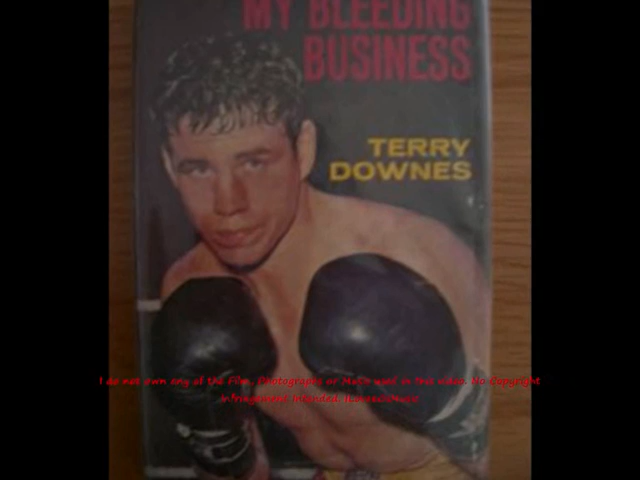 MY BLEEDING
BUSINESS
TERRY
DOWNES
I do not own any of the Film, Photographs or Music used in this video. No Copyright
Infringement Intended.